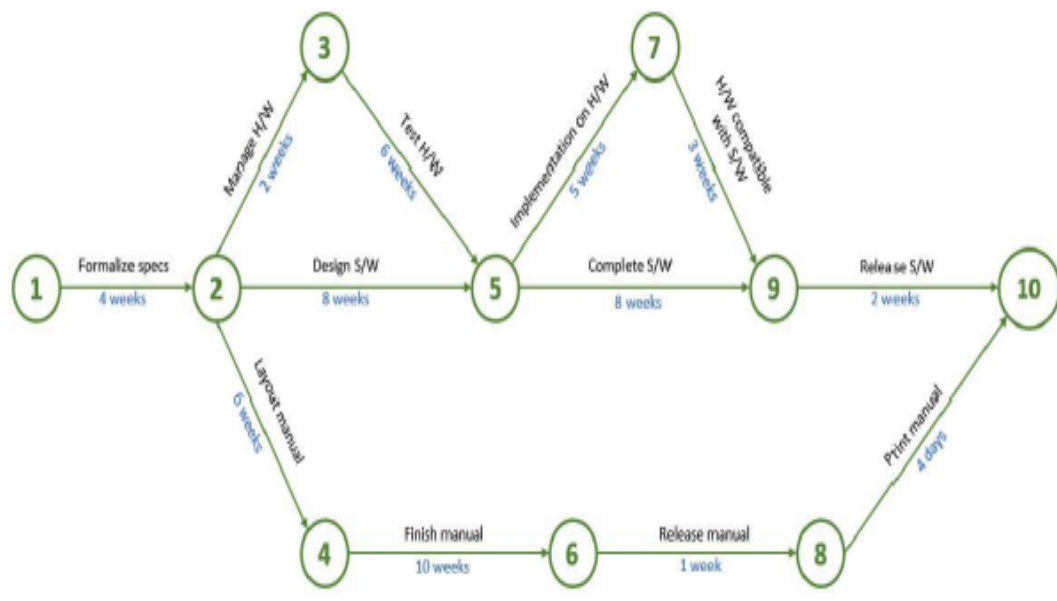 3
7
Manage H/W
2 weeks
Test H/W
6 weeks
Implementation on H/W
5 weeks
H/W compatible
with S/W
3 weeks
1
Formalize specs
4 weeks
2
Design S/W
8 weeks
5
Complete S/W
8 weeks
9
Release S/W
2 weeks
10
Layout manual
6 weeks
Print manual
4 days
4
Finish manual
10 weeks
6
Release manual
1 week
8